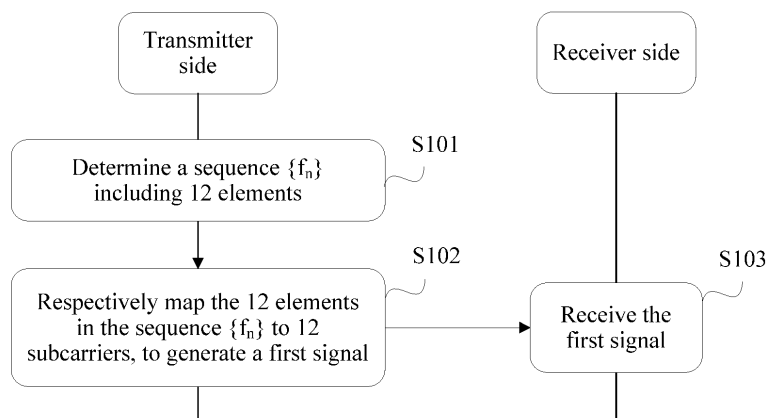 Transmitter
side
Receiver side
S101
Determine a sequence {fn}
including 12 elements
S102
Respectively map the 12 elements
in the sequence {fn} to 12
subcarriers, to generate a first signal
S103
Receive the
first signal